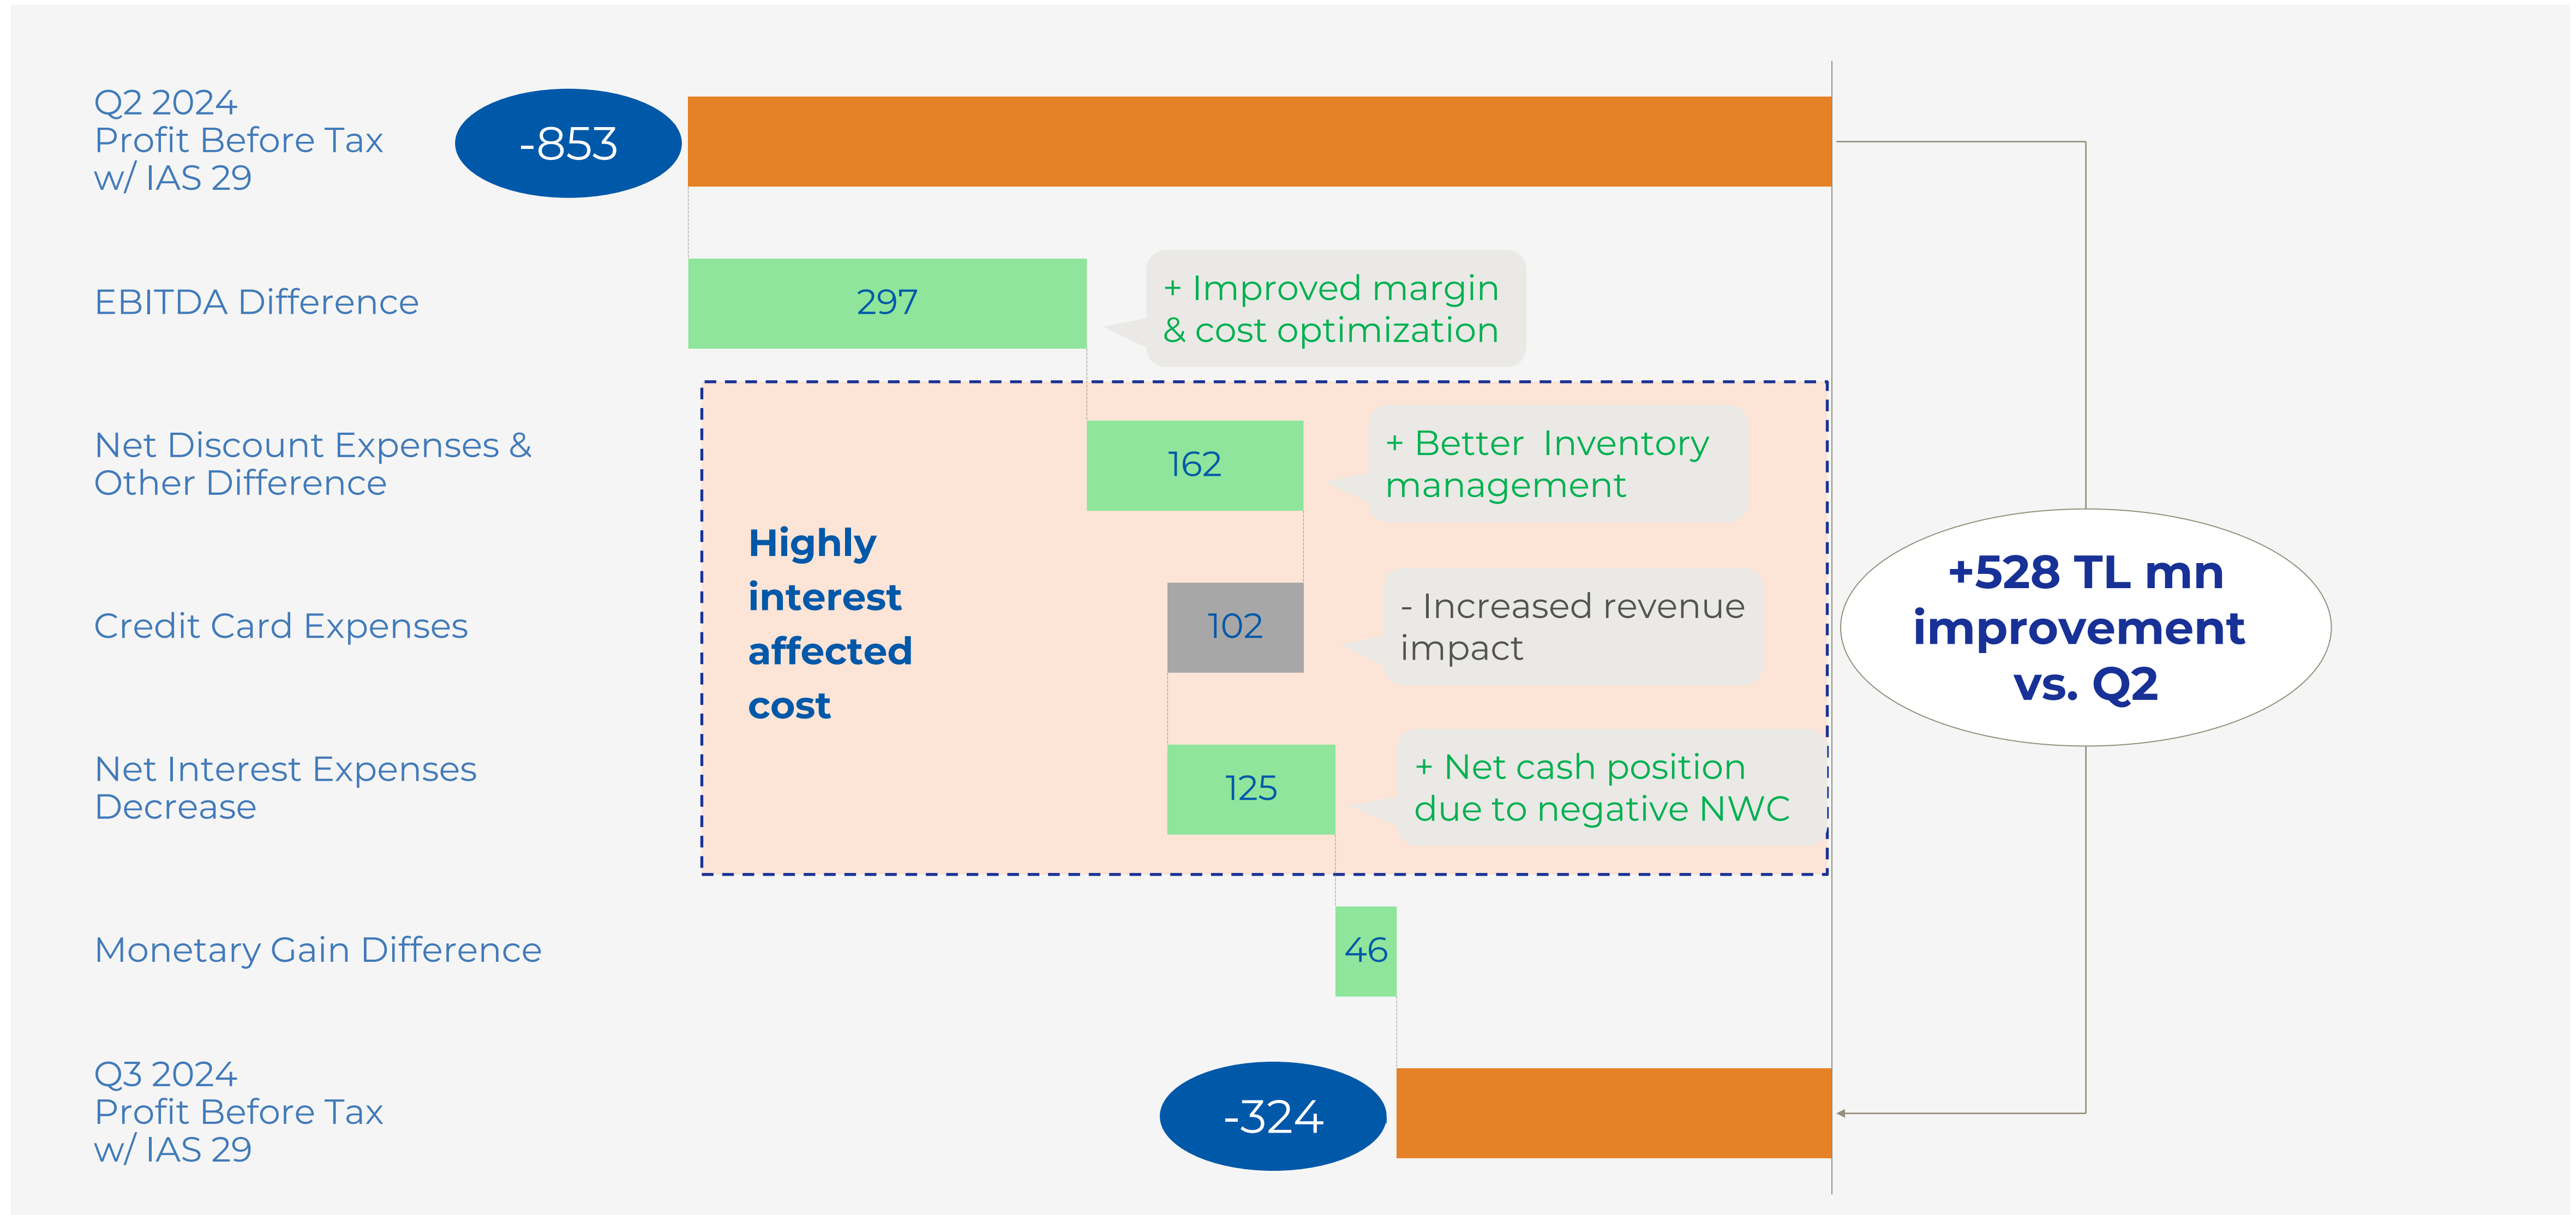 Q2 2024
Profit Before Tax
w/ IAS 29
-853
EBITDA Difference
297
+ Improved margin
& cost optimization
Net Discount Expenses &
Other Difference
162
+ Better  Inventory
management
Highly
interest
affected
cost
Credit Card Expenses
102
- Increased revenue
impact
+528 TL mn
improvement
vs. Q2
Net Interest Expenses
Decrease
125
+ Net cash position
due to negative NWC
Monetary Gain Difference
46
Q3 2024
Profit Before Tax
w/ IAS 29
-324